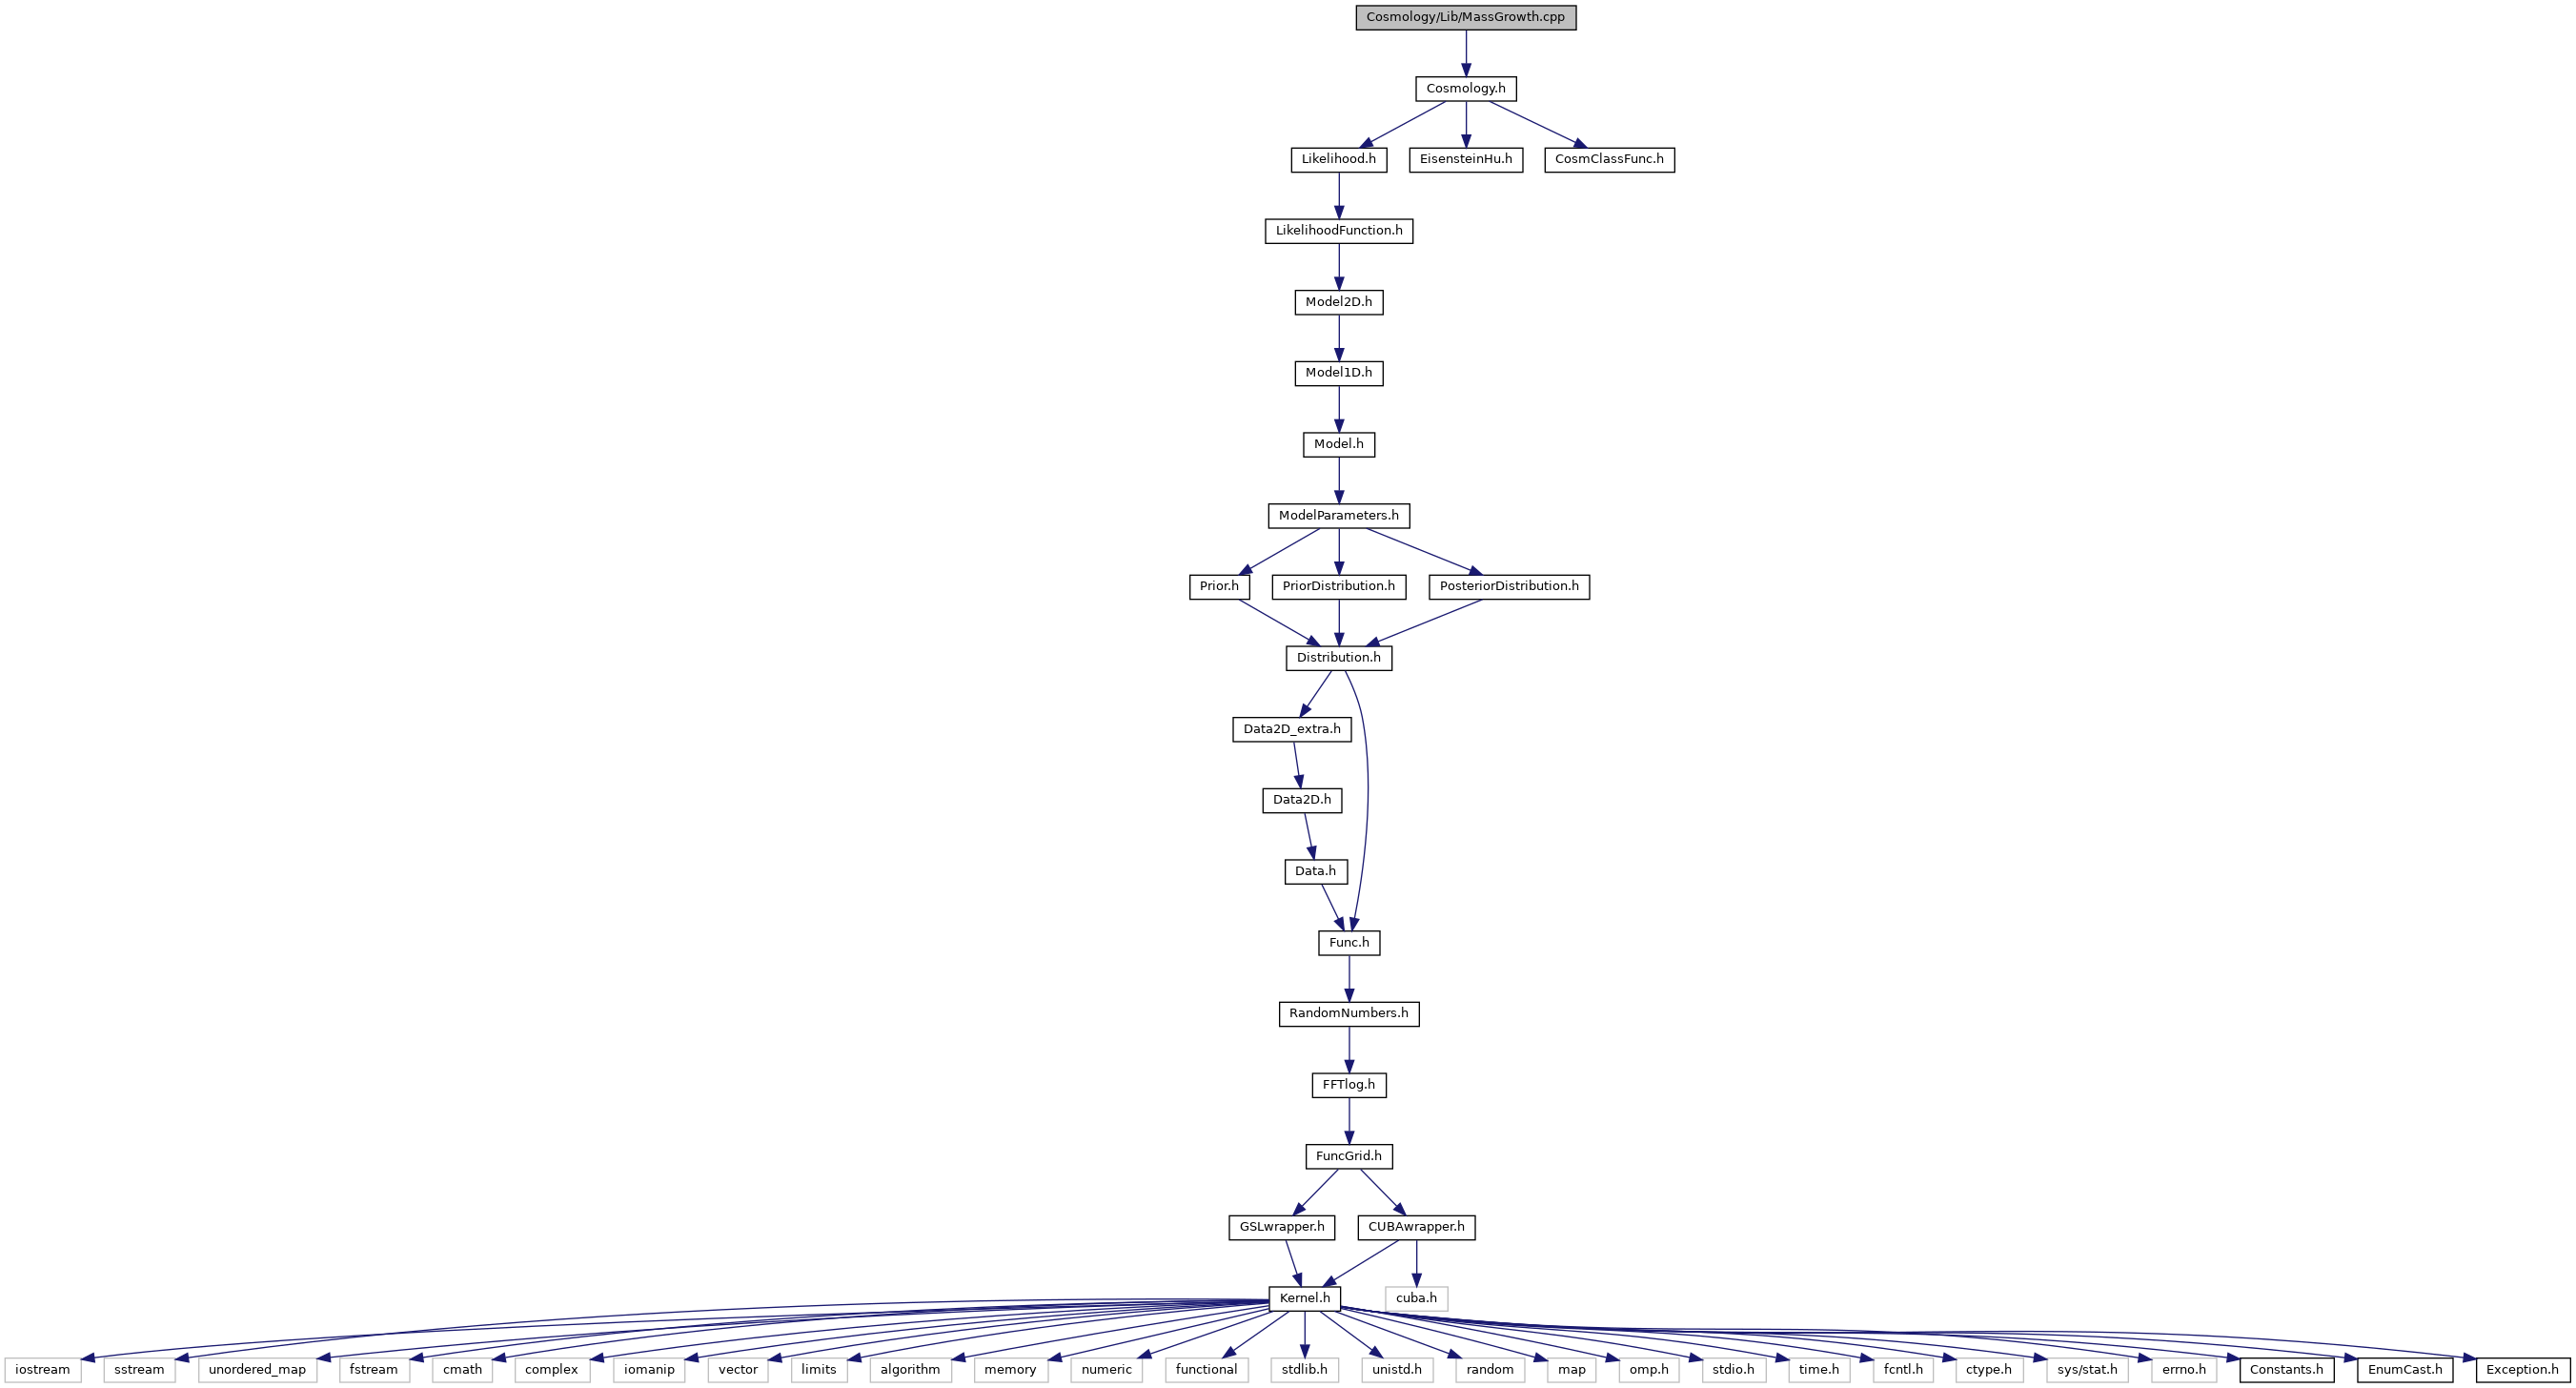 Cosmology/Lib/MassGrowth.cpp
Cosmology.h
Likelihood.h
EisensteinHu.h
CosmClassFunc.h
LikelihoodFunction.h
Model2D.h
Model1D.h
Model.h
ModelParameters.h
Prior.h
PriorDistribution.h
PosteriorDistribution.h
Distribution.h
Data2D_extra.h
Data2D.h
Data.h
Func.h
RandomNumbers.h
FFTlog.h
FuncGrid.h
GSLwrapper.h
CUBAwrapper.h
Kernel.h
cuba.h
iostream
sstream
unordered_map
fstream
cmath
complex
iomanip
vector
limits
algorithm
memory
numeric
functional
stdlib.h
unistd.h
random
map
omp.h
stdio.h
time.h
fcntl.h
ctype.h
sys/stat.h
errno.h
Constants.h
EnumCast.h
Exception.h